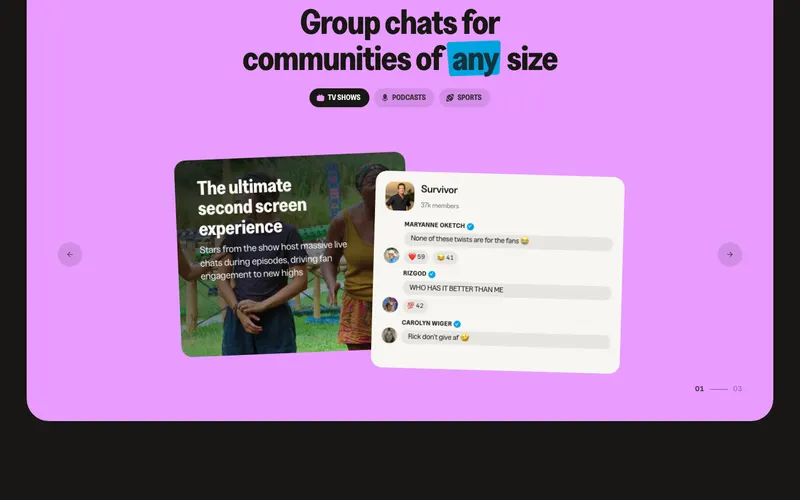 Group chats for
communities of any size
TV SHOWS
PODCASTS
SPORTS
The ultimate
second screen
experience
Stars from the show host massive live
chats during episodes, driving fan
engagement to new highs
Survivor
37k members
MARYANNE OKETCH
None of these twists are for the fans 😂
❤️ 59 😂 41
RIZGOD
WHO HAS IT BETTER THAN ME
💯 42
CAROLYN WIGER
Rick don't give af 🤣
01
03